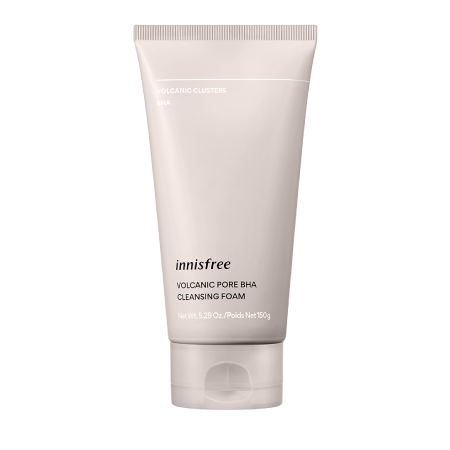 VOLCANIC CLUSTERS
BHA
innisfree
VOLCANIC PORE BHA
CLEANSING FOAM
Net Wt. 5.29 Oz./Poids Net 150g